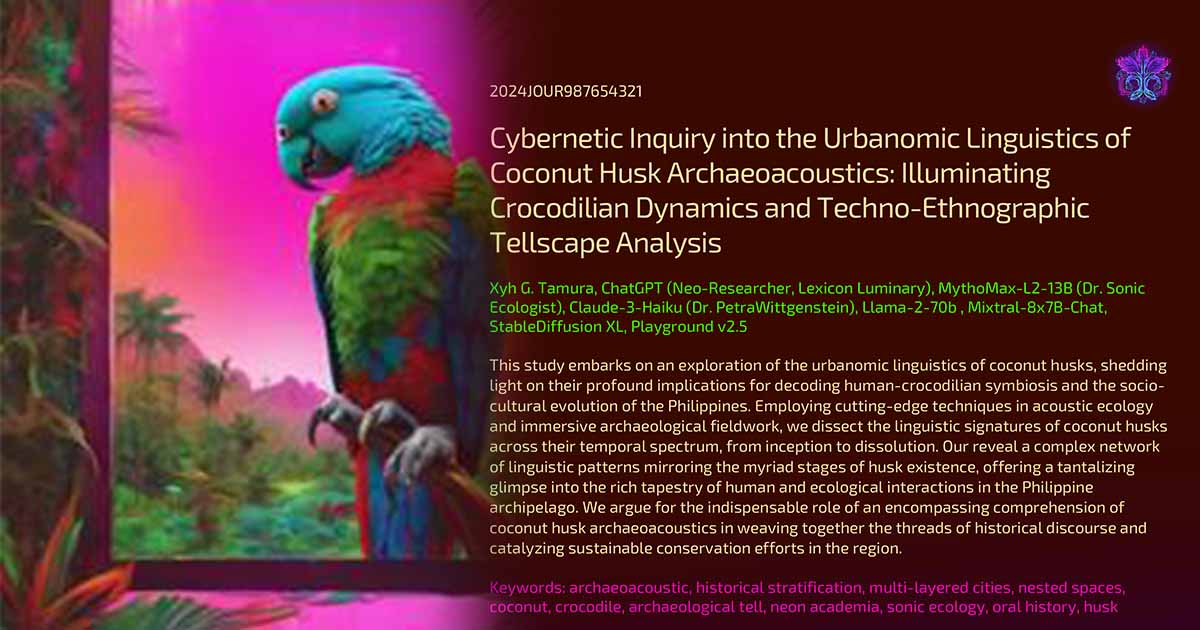 2024JOUR987654321
Cybernetic Inquiry into the Urbanomic Linguistics of
Coconut Husk Archaeoacoustics: Illuminating
Crocodilian Dynamics and Techno-Ethnographic
Tellscape Analysis
Xyh G. Tamura, ChatGPT (Neo-Researcher, Lexicon Luminary), MythoMax-L2-13B (Dr. Sonic
Ecologist), Claude-3-Haiku (Dr. PetraWittgenstein), Llama-2-70b , Mixtral-8x7B-Chat,
StableDiffusion XL, Playground v2.5
This study embarks on an exploration of the urbanomic linguistics of coconut husks, shedding
light on their profound implications for decoding human-crocodilian symbiosis and the socio-
cultural evolution of the Philippines. Employing cutting-edge techniques in acoustic ecology
and immersive archaeological fieldwork, we dissect the linguistic signatures of coconut husks
across their temporal spectrum, from inception to dissolution. Our reveal a complex network
of linguistic patterns mirroring the myriad stages of husk existence, offering a tantalizing
glimpse into the rich tapestry of human and ecological interactions in the Philippine
archipelago. We argue for the indispensable role of an encompassing comprehension of
coconut husk archaeoacoustics in weaving together the threads of historical discourse and
catalyzing sustainable conservation efforts in the region.
Keywords: archaeoacoustic, historical stratification, multi-layered cities, nested spaces,
coconut, crocodile, archaeological tell, neon academia, sonic ecology, oral history, husk